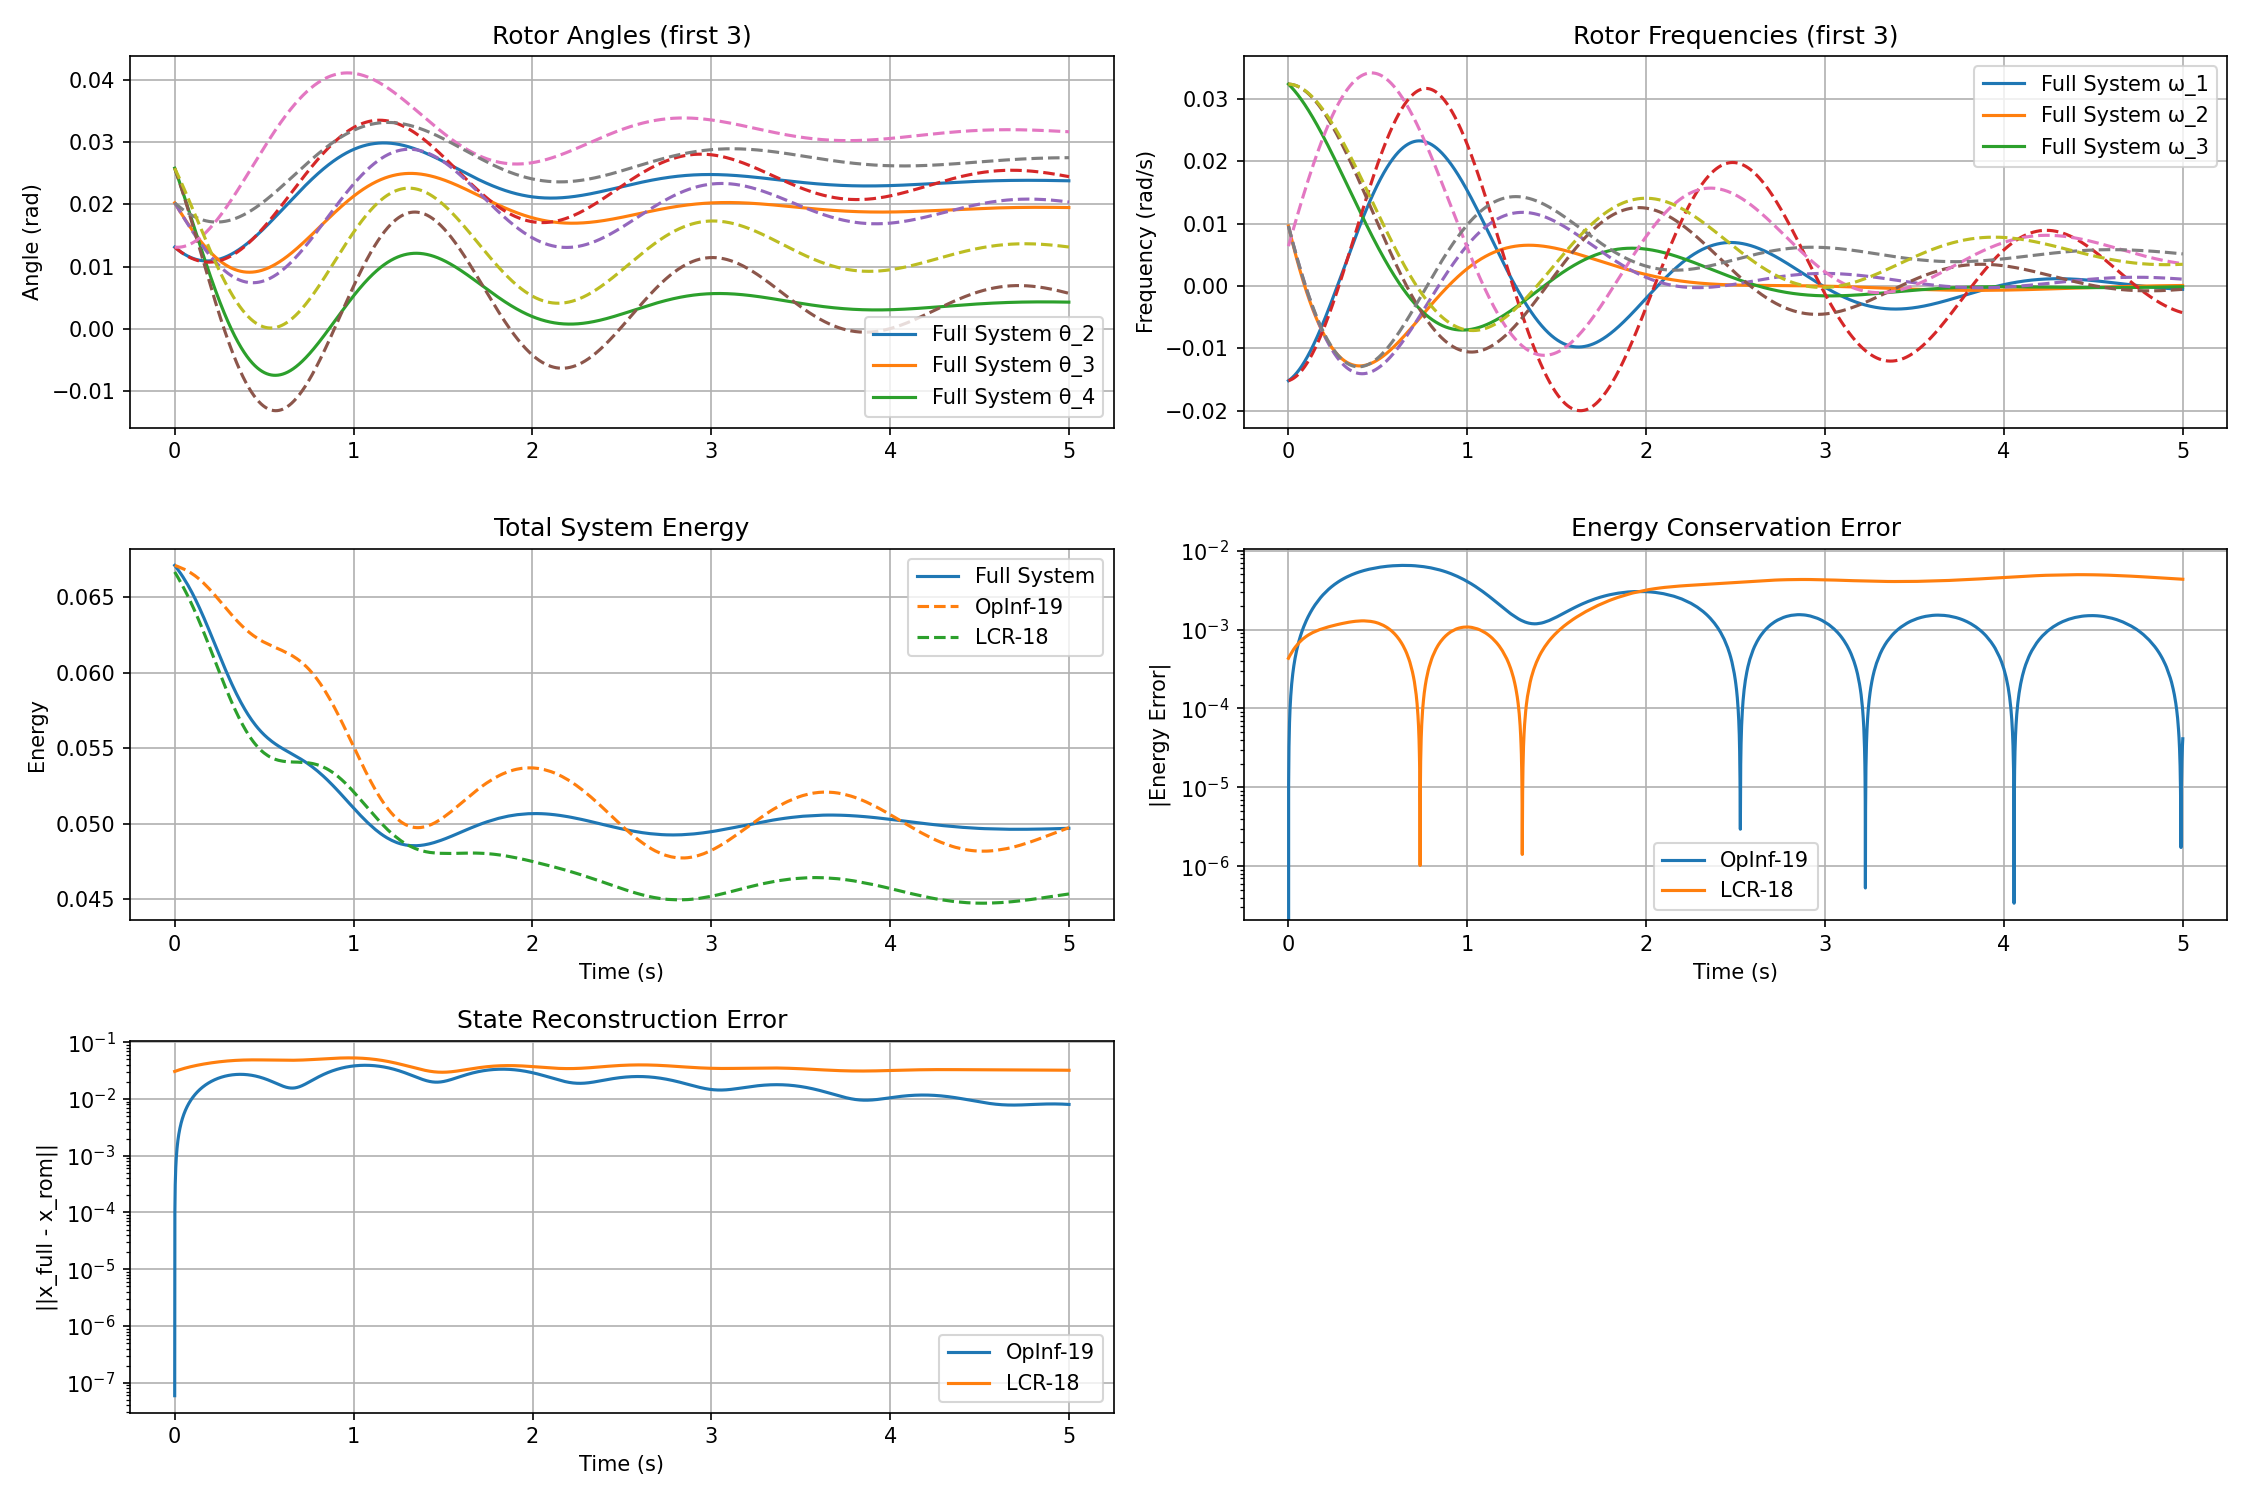 Rotor Angles (first 3)
Angle (rad)
0.04
0.03
0.02
0.01
0.00
−0.01
0 1 2 3 4 5
Full System θ_2
Full System θ_3
Full System θ_4
Rotor Frequencies (first 3)
Frequency (rad/s)
0.03
0.02
0.01
0.00
−0.01
−0.02
0 1 2 3 4 5
Full System ω_1
Full System ω_2
Full System ω_3
Total System Energy
Energy
0.065
0.060
0.055
0.050
0.045
0 1 2 3 4 5
Time (s)
Full System
OpInf-19
LCR-18
Energy Conservation Error
|Energy Error|
10⁻²
10⁻³
10⁻⁴
10⁻⁵
10⁻⁶
0 1 2 3 4 5
Time (s)
OpInf-19
LCR-18
State Reconstruction Error
||x_full - x_rom||
10⁻¹
10⁻²
10⁻³
10⁻⁴
10⁻⁵
10⁻⁶
10⁻⁷
0 1 2 3 4 5
Time (s)
OpInf-19
LCR-18